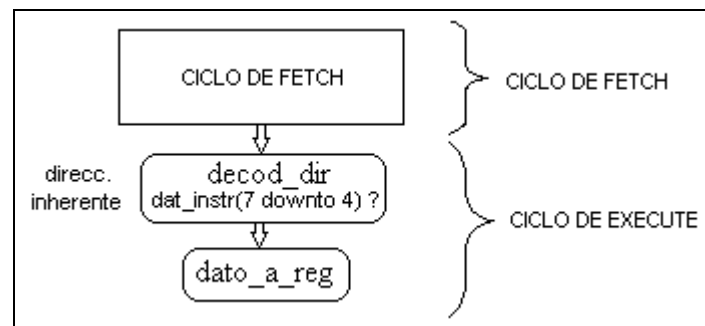 CICLO DE FETCH
CICLO DE FETCH
direcc.
inherente
decod_dir
dat_instr(7 downto 4) ?
CICLO DE EXECUTE
dato_a_reg